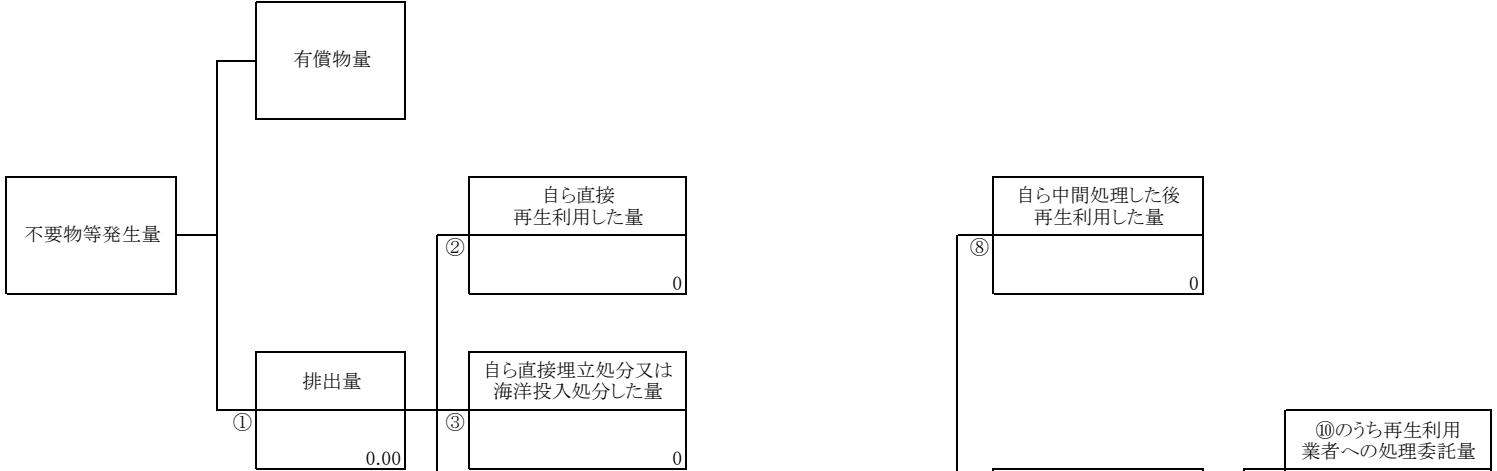 有償物量
不要物等発生量
自ら直接
再生利用した量
②
0
自ら中間処理した後
再生利用した量
⑧
0
排出量
①
0.00
自ら直接埋立処分又は
海洋投入処分した量
③
0
⑩のうち再生利用
業者への処理委託量